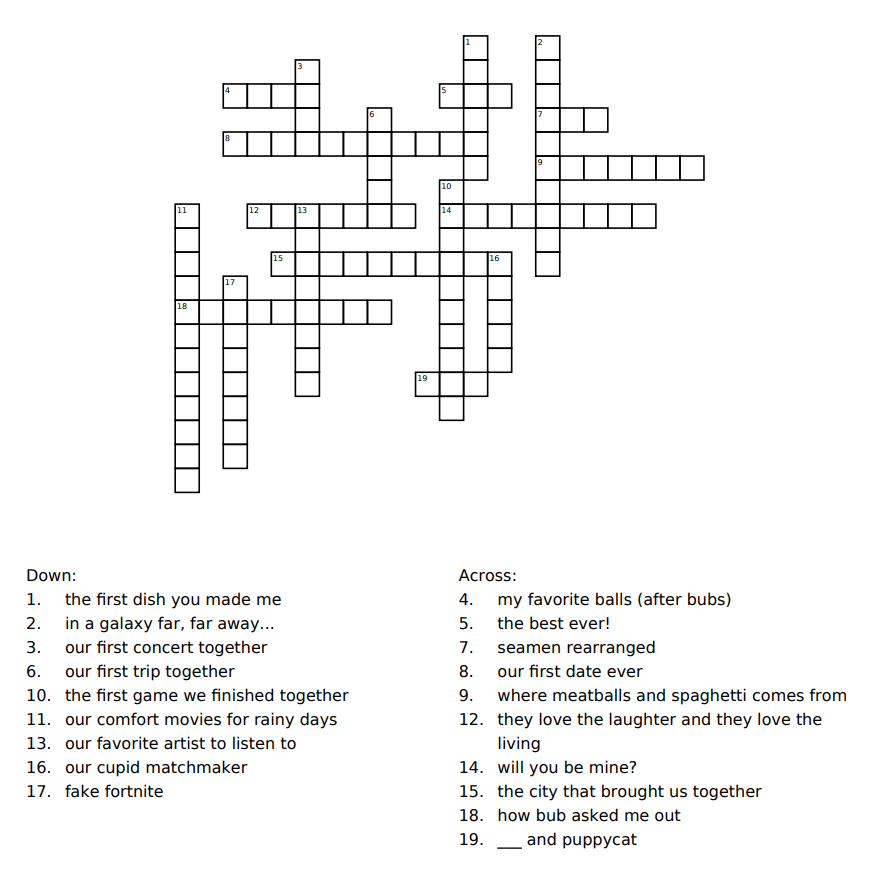 1
2
3
4
5
6
7
8
9
10
11
12
13
14
15
16
17
18
19
Down:
1. the first dish you made me
2. in a galaxy far, far away...
3. our first concert together
6. our first trip together
10. the first game we finished together
11. our comfort movies for rainy days
13. our favorite artist to listen to
16. our cupid matchmaker
17. fake fortnite
Across:
4. my favorite balls (after bubs)
5. the best ever!
7. seamen rearranged
8. our first date ever
9. where meatballs and spaghetti comes from
12. they love the laughter and they love the
living
14. will you be mine?
15. the city that brought us together
18. how bub asked me out
19. ___ and puppycat